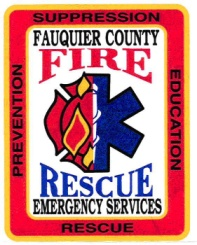 SUPPRESSION
FAUQUIER COUNTY
FIRE
PREVENTION
EDUCATION
RESCUE
EMERGENCY SERVICES
RESCUE